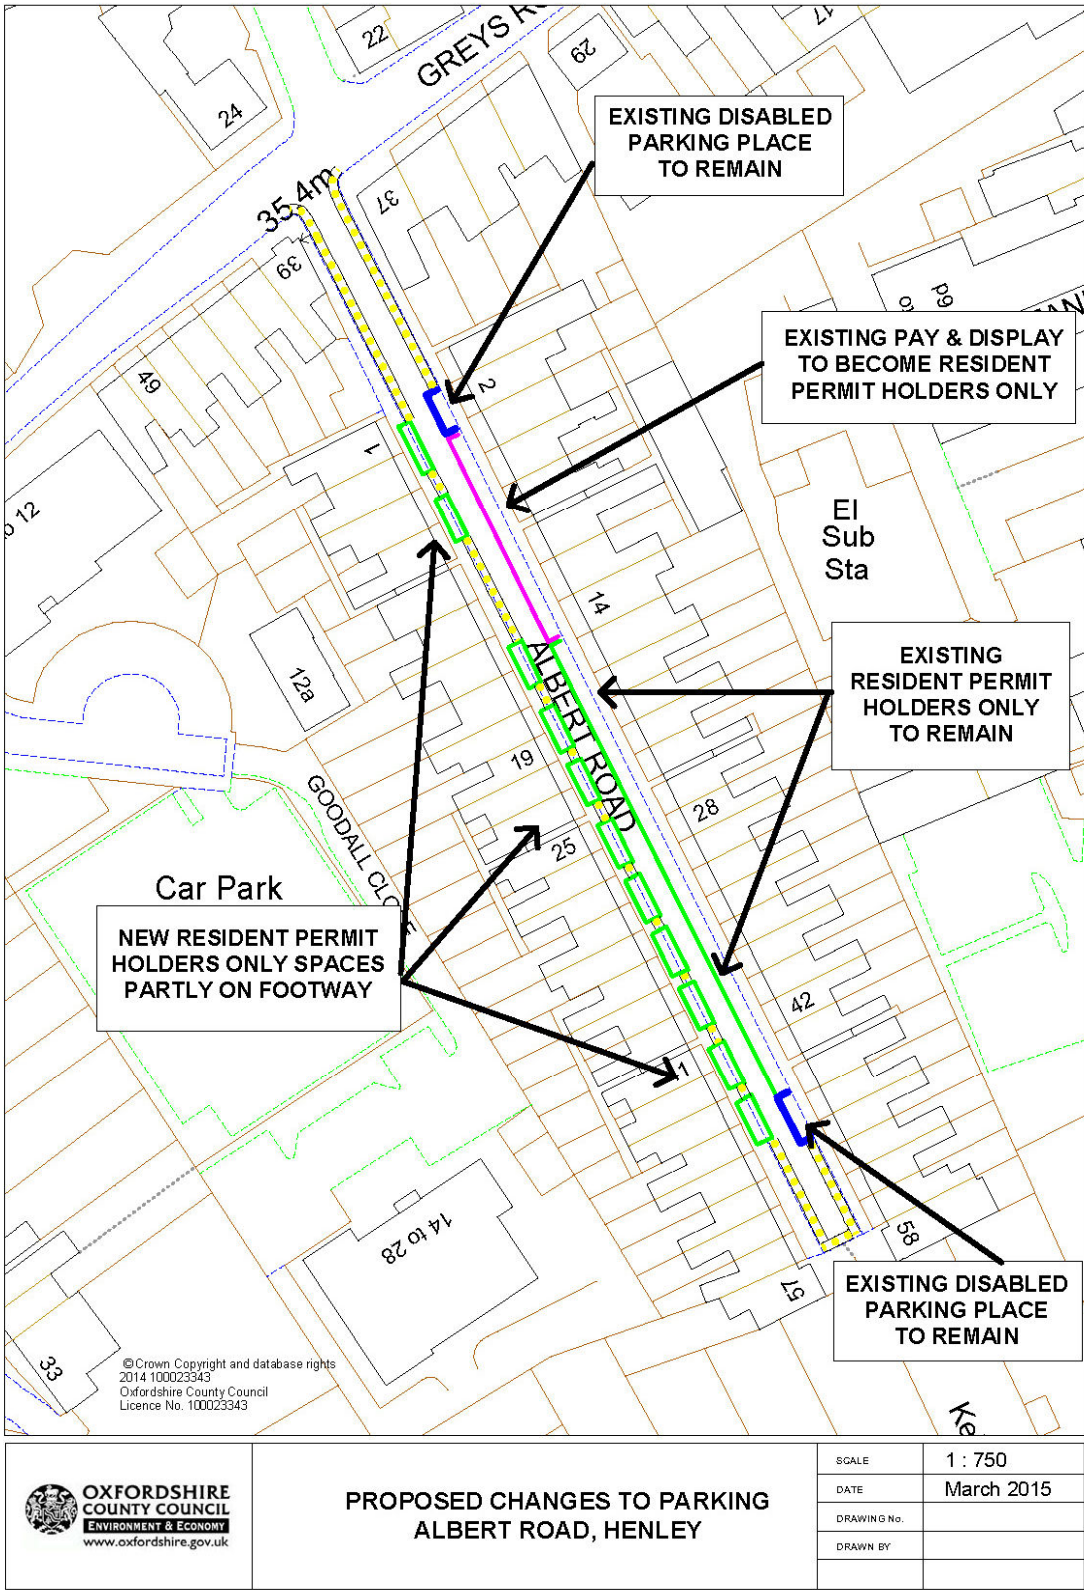 22
GREYS
29
17
24
EXISTING DISABLED
PARKING PLACE
TO REMAIN
35.4m
37
39
EXISTING PAY & DISPLAY
TO BECOME RESIDENT
PERMIT HOLDERS ONLY
49
2
1
12
El
Sub
Sta
14
12a
EXISTING
RESIDENT PERMIT
HOLDERS ONLY
TO REMAIN
ALBERT ROAD
19
28
25
GOODALL CLOSE
Car Park
NEW RESIDENT PERMIT
HOLDERS ONLY SPACES
PARTLY ON FOOTWAY
42
14 to 28
58
57
EXISTING DISABLED
PARKING PLACE
TO REMAIN
33
© Crown Copyright and database rights
2014 100023343
Oxfordshire County Council
Licence No. 100023343
OXFORDSHIRE
COUNTY COUNCIL
ENVIRONMENT & ECONOMY
www.oxfordshire.gov.uk
PROPOSED CHANGES TO PARKING
ALBERT ROAD, HENLEY
SCALE 1 : 750
DATE March 2015
DRAWING No.
DRAWN BY